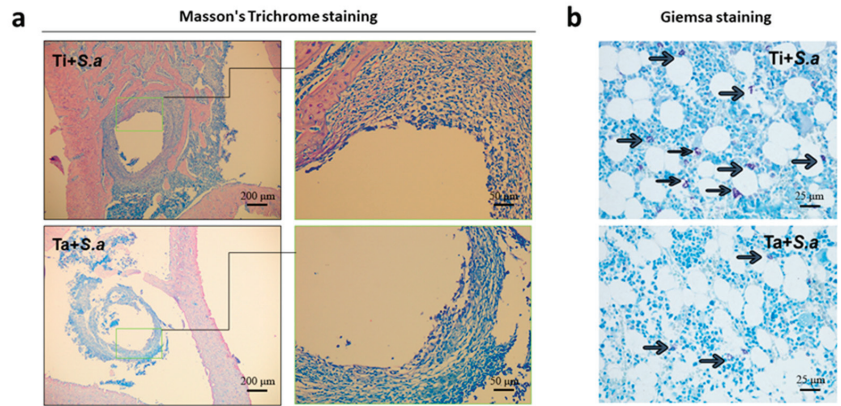 a
Masson's Trichrome staining
Ti+S.a
200 μm
50 μm
Ta+S.a
200 μm
50 μm
b
Giemsa staining
Ti+S.a
25 μm
Ta+S.a
25 μm